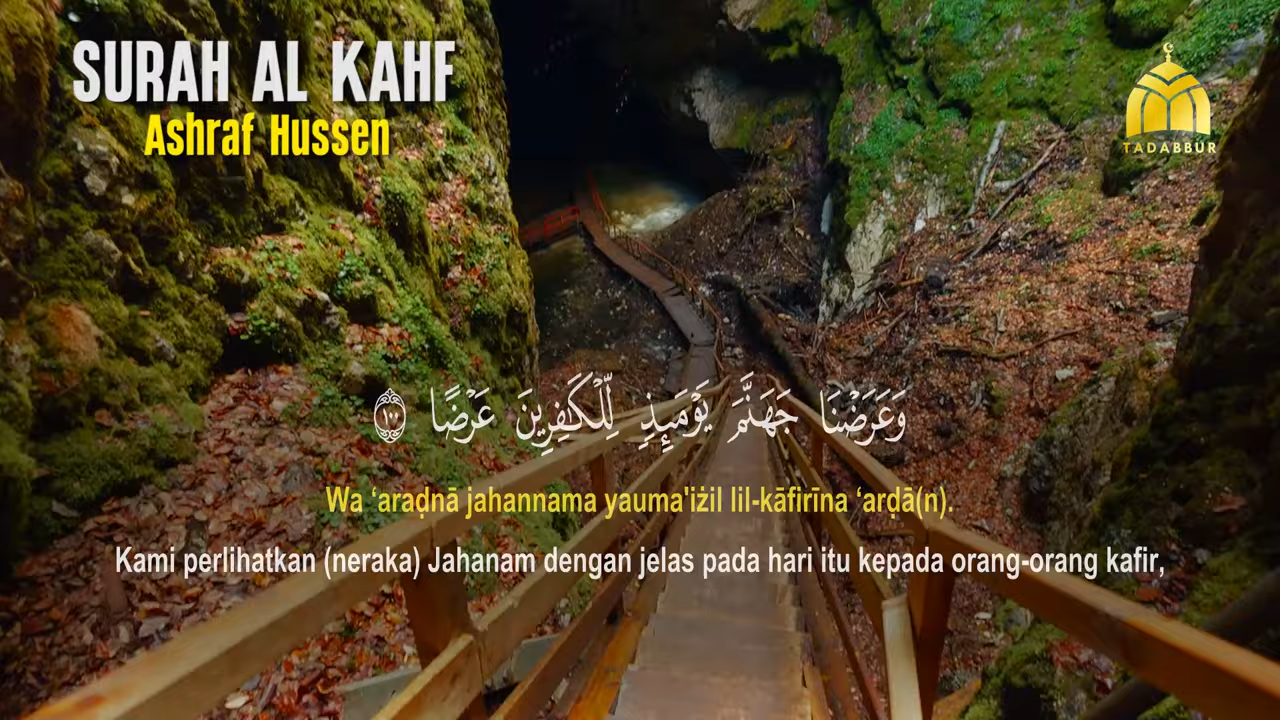 SURAH AL KAHF
Ashraf Hussen
TADABBUR
وَعَرَضْنَا جَهَنَّمَ يَوْمَىِٕذٍ لِّلْكٰفِرِيْنَ عَرْضًا ۝١٠٠
Wa ‘araḍnā jahannama yauma'iżil lil-kāfirīna ‘arḍā(n).
Kami perlihatkan (neraka) Jahanam dengan jelas pada hari itu kepada orang-orang kafir,